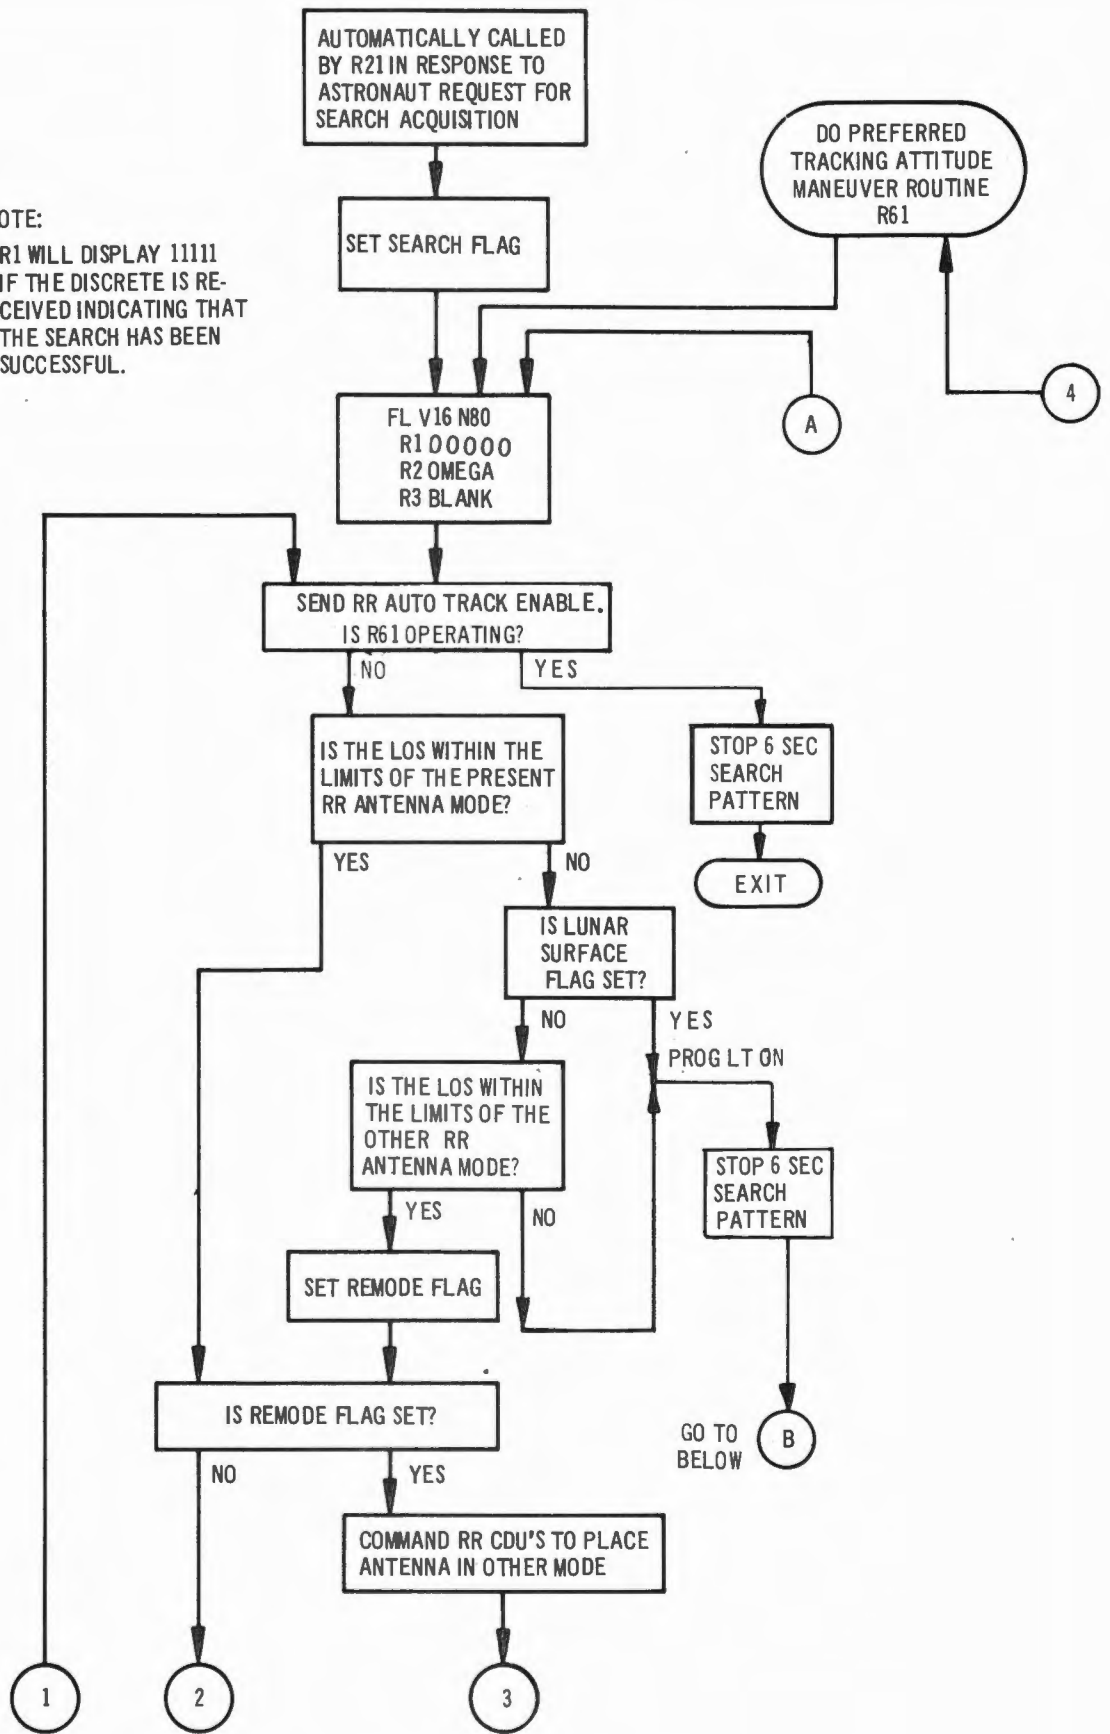 AUTOMATICALLY CALLED
BY R21 IN RESPONSE TO
ASTRONAUT REQUEST FOR
SEARCH ACQUISITION
DO PREFERRED
TRACKING ATTITUDE
MANEUVER ROUTINE
R61
OTE:
R1 WILL DISPLAY 11111
IF THE DISCRETE IS RE-
CEIVED INDICATING THAT
THE SEARCH HAS BEEN
SUCCESSFUL.
SET SEARCH FLAG
4
A
FL V16 N80
R1 00000
R2 OMEGA
R3 BLANK
SEND RR AUTO TRACK ENABLE.
IS R61 OPERATING?
NO
YES
IS THE LOS WITHIN THE
LIMITS OF THE PRESENT
RR ANTENNA MODE?
STOP 6 SEC
SEARCH
PATTERN
YES
NO
EXIT
IS LUNAR
SURFACE
FLAG SET?
NO
YES
PROG LT ON
IS THE LOS WITHIN
THE LIMITS OF THE
OTHER RR
ANTENNA MODE?
STOP 6 SEC
SEARCH
PATTERN
YES
NO
SET REMODE FLAG
IS REMODE FLAG SET?
GO TO
BELOW
B
NO
YES
COMMAND RR CDU'S TO PLACE
ANTENNA IN OTHER MODE
1
2
3